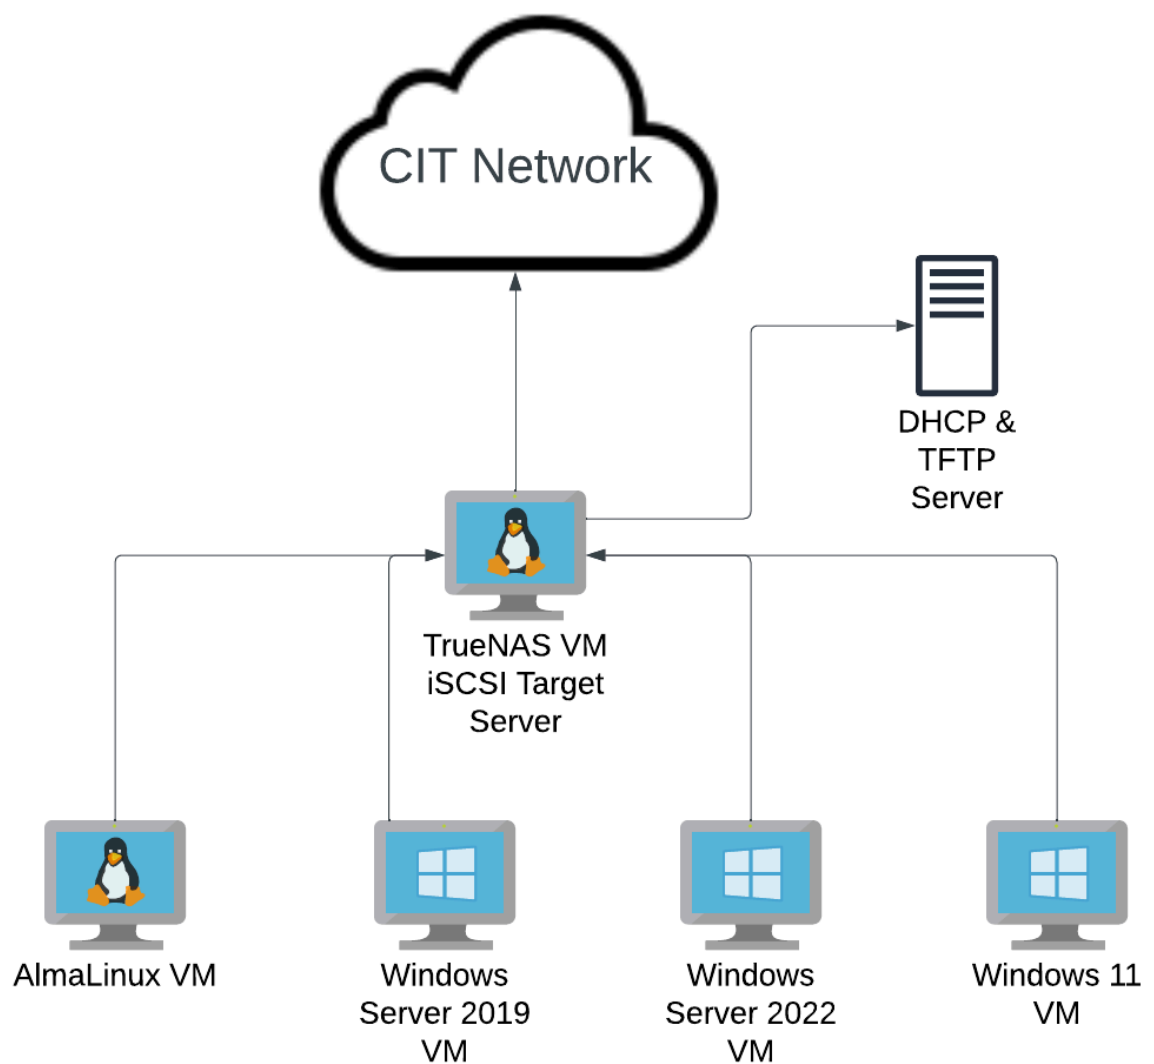 CIT Network
DHCP &
TFTP
Server
TrueNAS VM
iSCSI Target
Server
AlmaLinux VM
Windows
Server 2019
VM
Windows
Server 2022
VM
Windows 11
VM